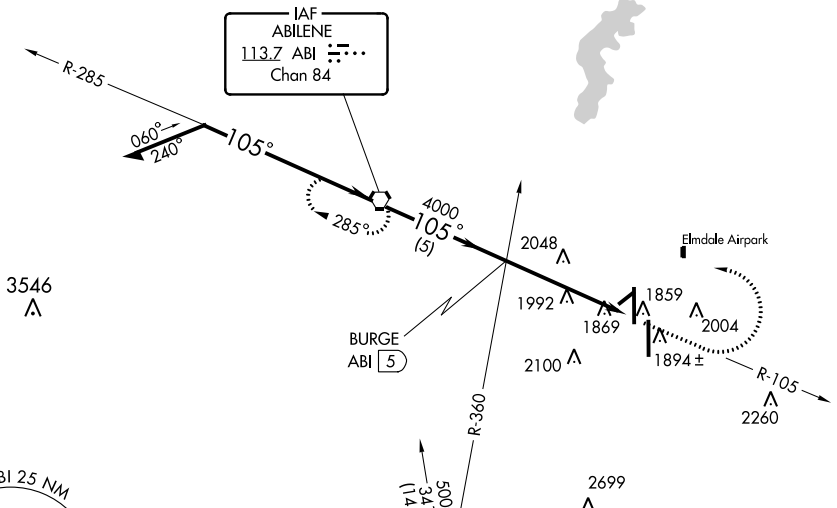 IAF
ABILENE
113.7 ABI
Chan 84
R-285
060°
240°
105°
285°
4000
105°
(5)
2048
Elmdale Airpark
3546
1992
1869
1859
2004
BURGE
ABI 5
2100
1894±
R-105
2260
R-360
BI 25 NM
2699
500
34
(14